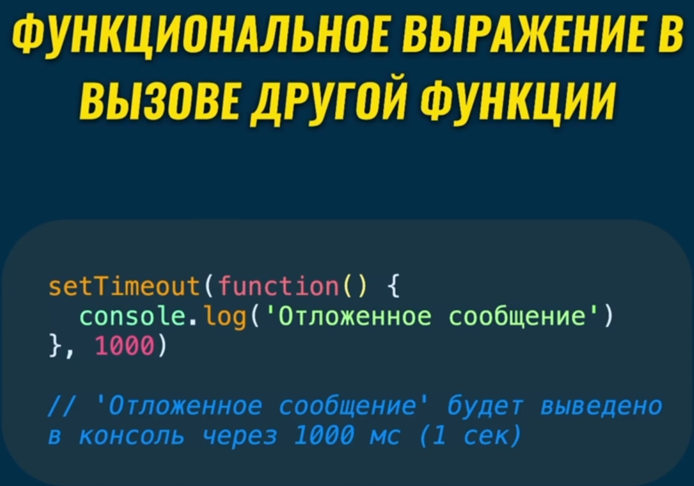 ФУНКЦИОНАЛЬНОЕ ВЫРАЖЕНИЕ В
ВЫЗОВЕ ДРУГОЙ ФУНКЦИИ
setTimeout(function() {
  console.log('Отложенное сообщение')
}, 1000)
// 'Отложенное сообщение' будет выведено
в консоль через 1000 мс (1 сек)